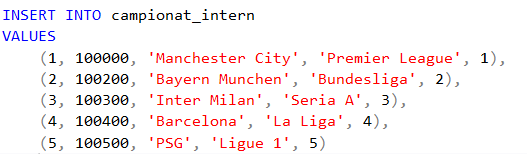 INSERT INTO campionat_intern
VALUES
(1, 100000, 'Manchester City', 'Premier League', 1),
(2, 100200, 'Bayern Munchen', 'Bundesliga', 2),
(3, 100300, 'Inter Milan', 'Seria A', 3),
(4, 100400, 'Barcelona', 'La Liga', 4),
(5, 100500, 'PSG', 'Ligue 1', 5)